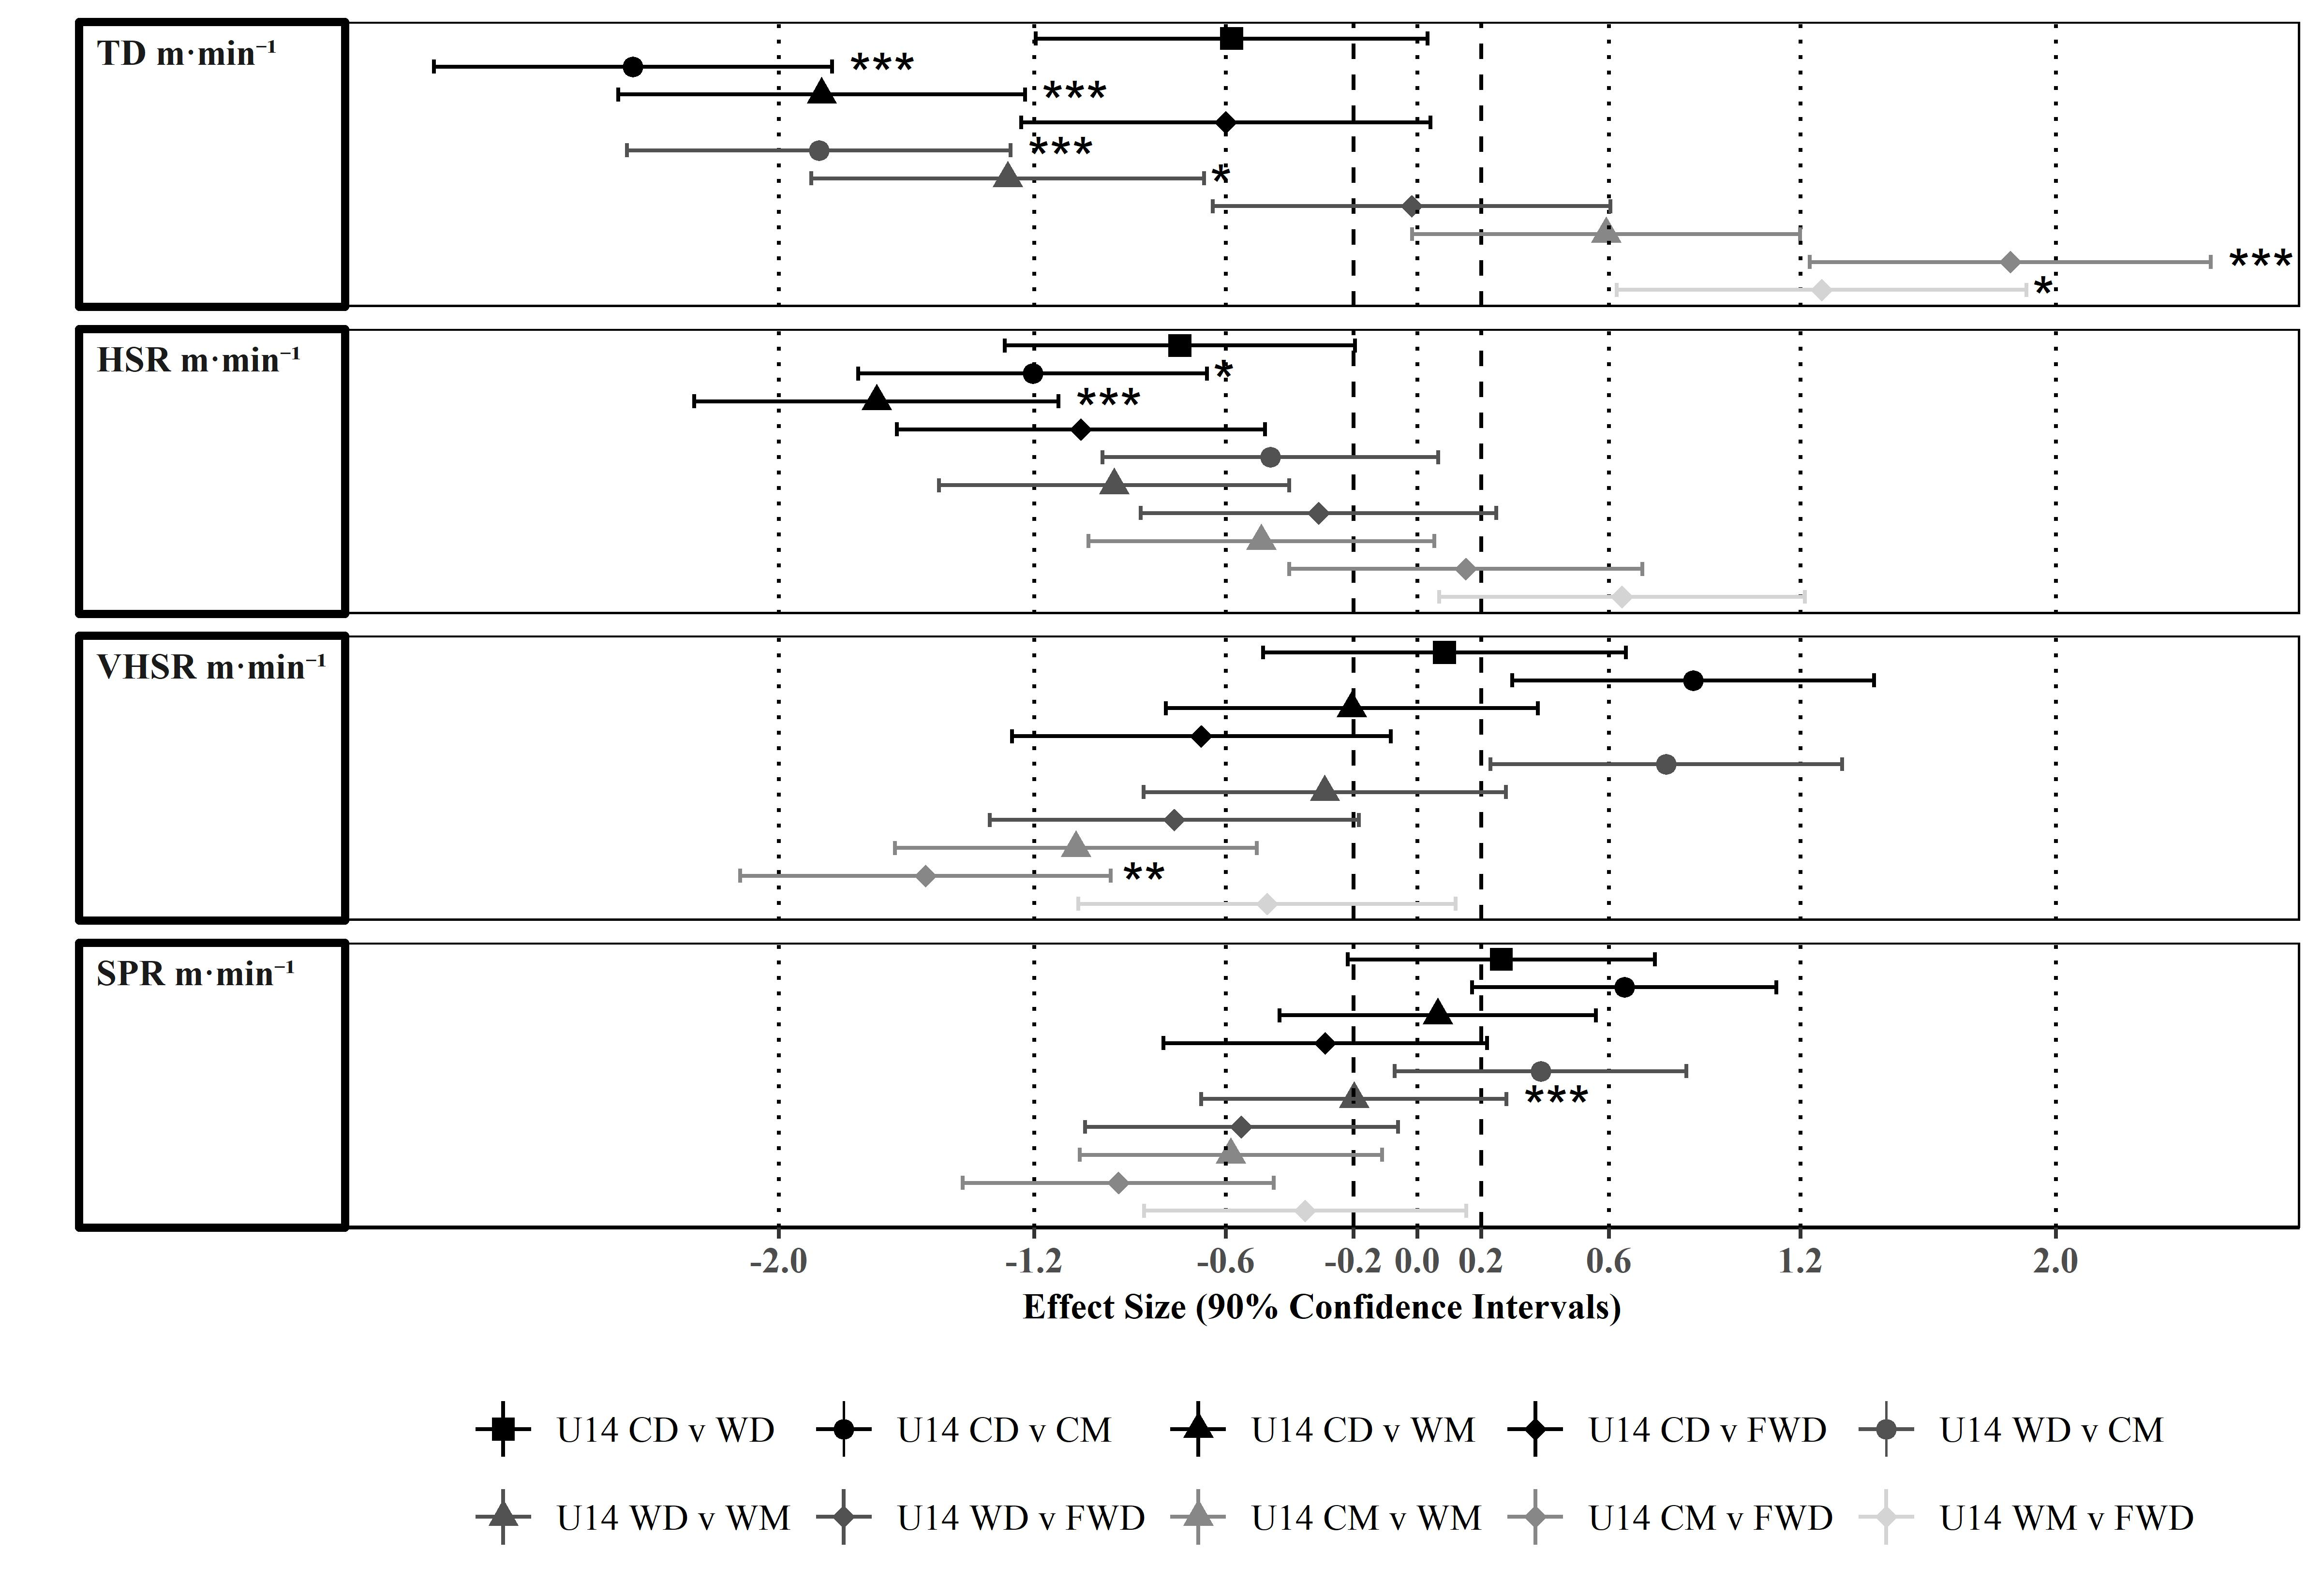 TD m·min⁻¹
***
***
***
*
***
*
HSR m·min⁻¹
*
***
VHSR m·min⁻¹
**
SPR m·min⁻¹
***
-2.0 -1.2 -0.6 -0.2 0.0 0.2 0.6 1.2 2.0
Effect Size (90% Confidence Intervals)
U14 CD v WD U14 CD v CM U14 CD v WM U14 CD v FWD U14 WD v CM
U14 WD v WM U14 WD v FWD U14 CM v WM U14 CM v FWD U14 WM v FWD